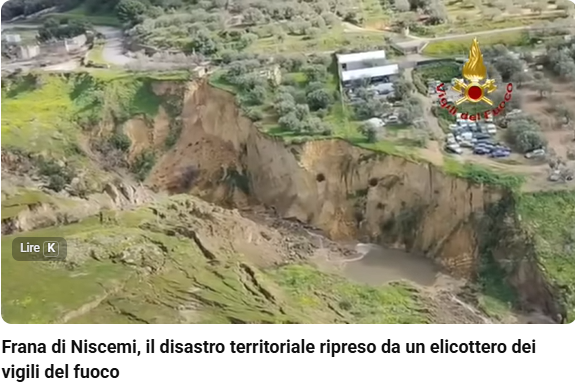 Vigili del Fuoco
Lire K
Frana di Niscemi, il disastro territoriale ripreso da un elicottero dei
vigili del fuoco